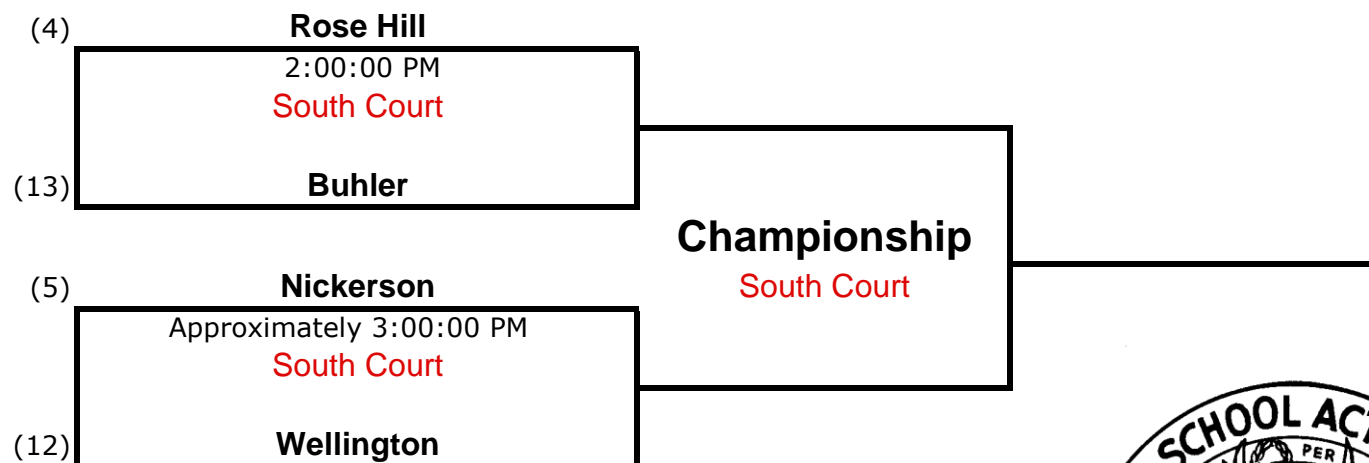 (4) Rose Hill
2:00:00 PM
South Court
(13) Buhler
Championship
South Court
(5) Nickerson
Approximately 3:00:00 PM
South Court
(12) Wellington
SCHOOL
PER